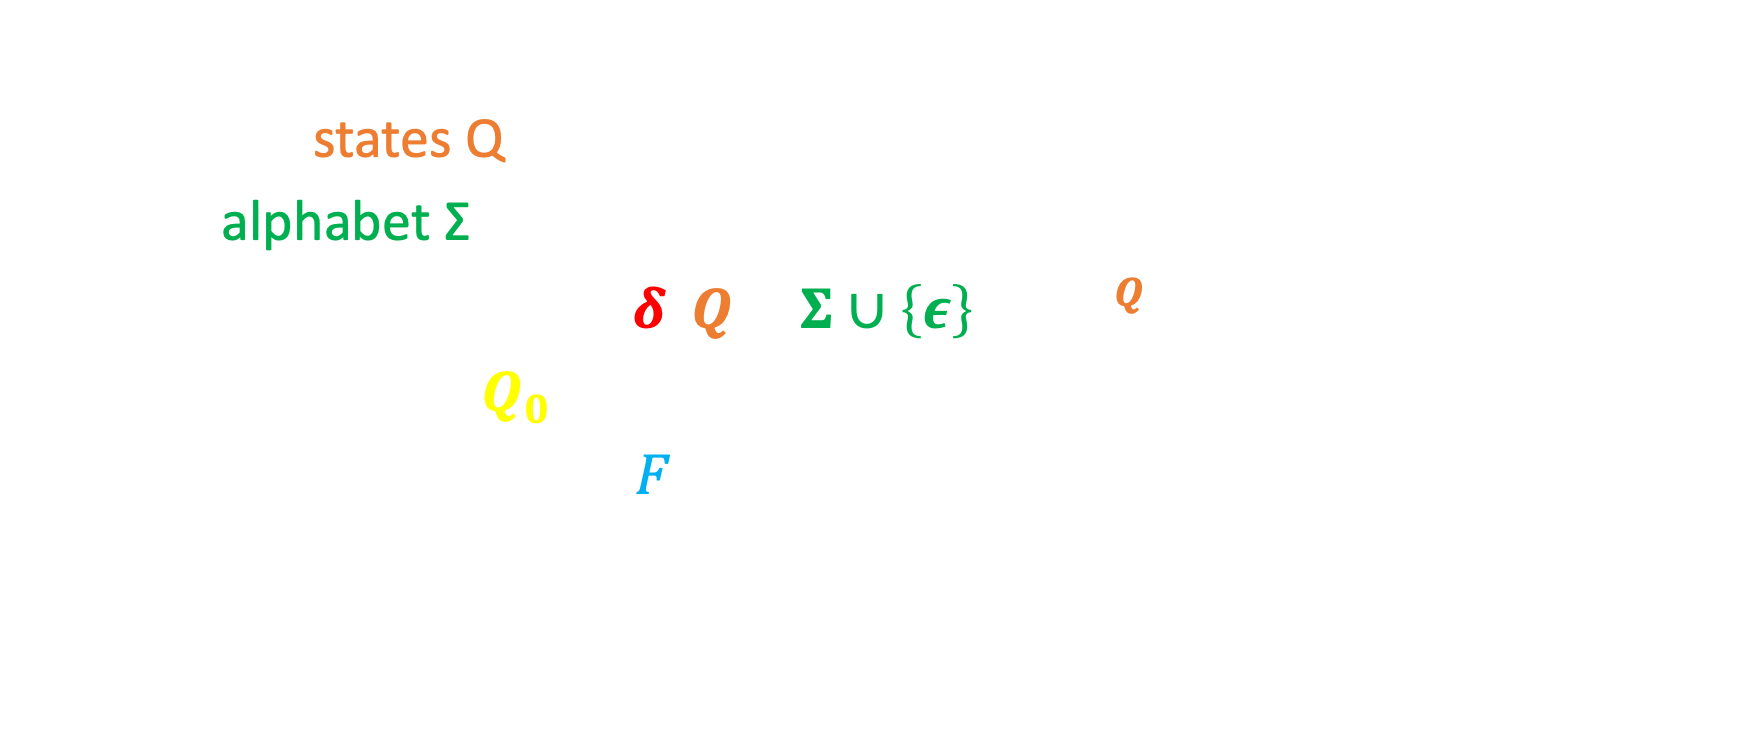 states Q
alphabet Σ
δ Q Σ ∪ {ϵ} Q
Q₀
F